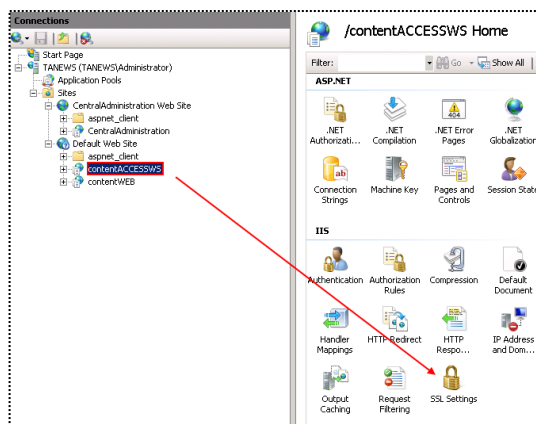 Connections
Start Page
TANEWS (TANEWS\Administrator)
Application Pools
Sites
CentralAdministration Web Site
aspnet_client
CentralAdministration
Default Web Site
aspnet_client
contentACCESSWS
contentWEB
/contentACCESSWS Home
Filter: Go Show All
ASP.NET
.NET Authorizati... .NET Compilation .NET Error Pages .NET Globalization
Connection Strings Machine Key Pages and Controls Session State
IIS
Authentication Authorization Rules Compression Default Document
Handler Mappings HTTP Redirect HTTP Respo... IP Address and Dom...
Output Caching Request Filtering SSL Settings